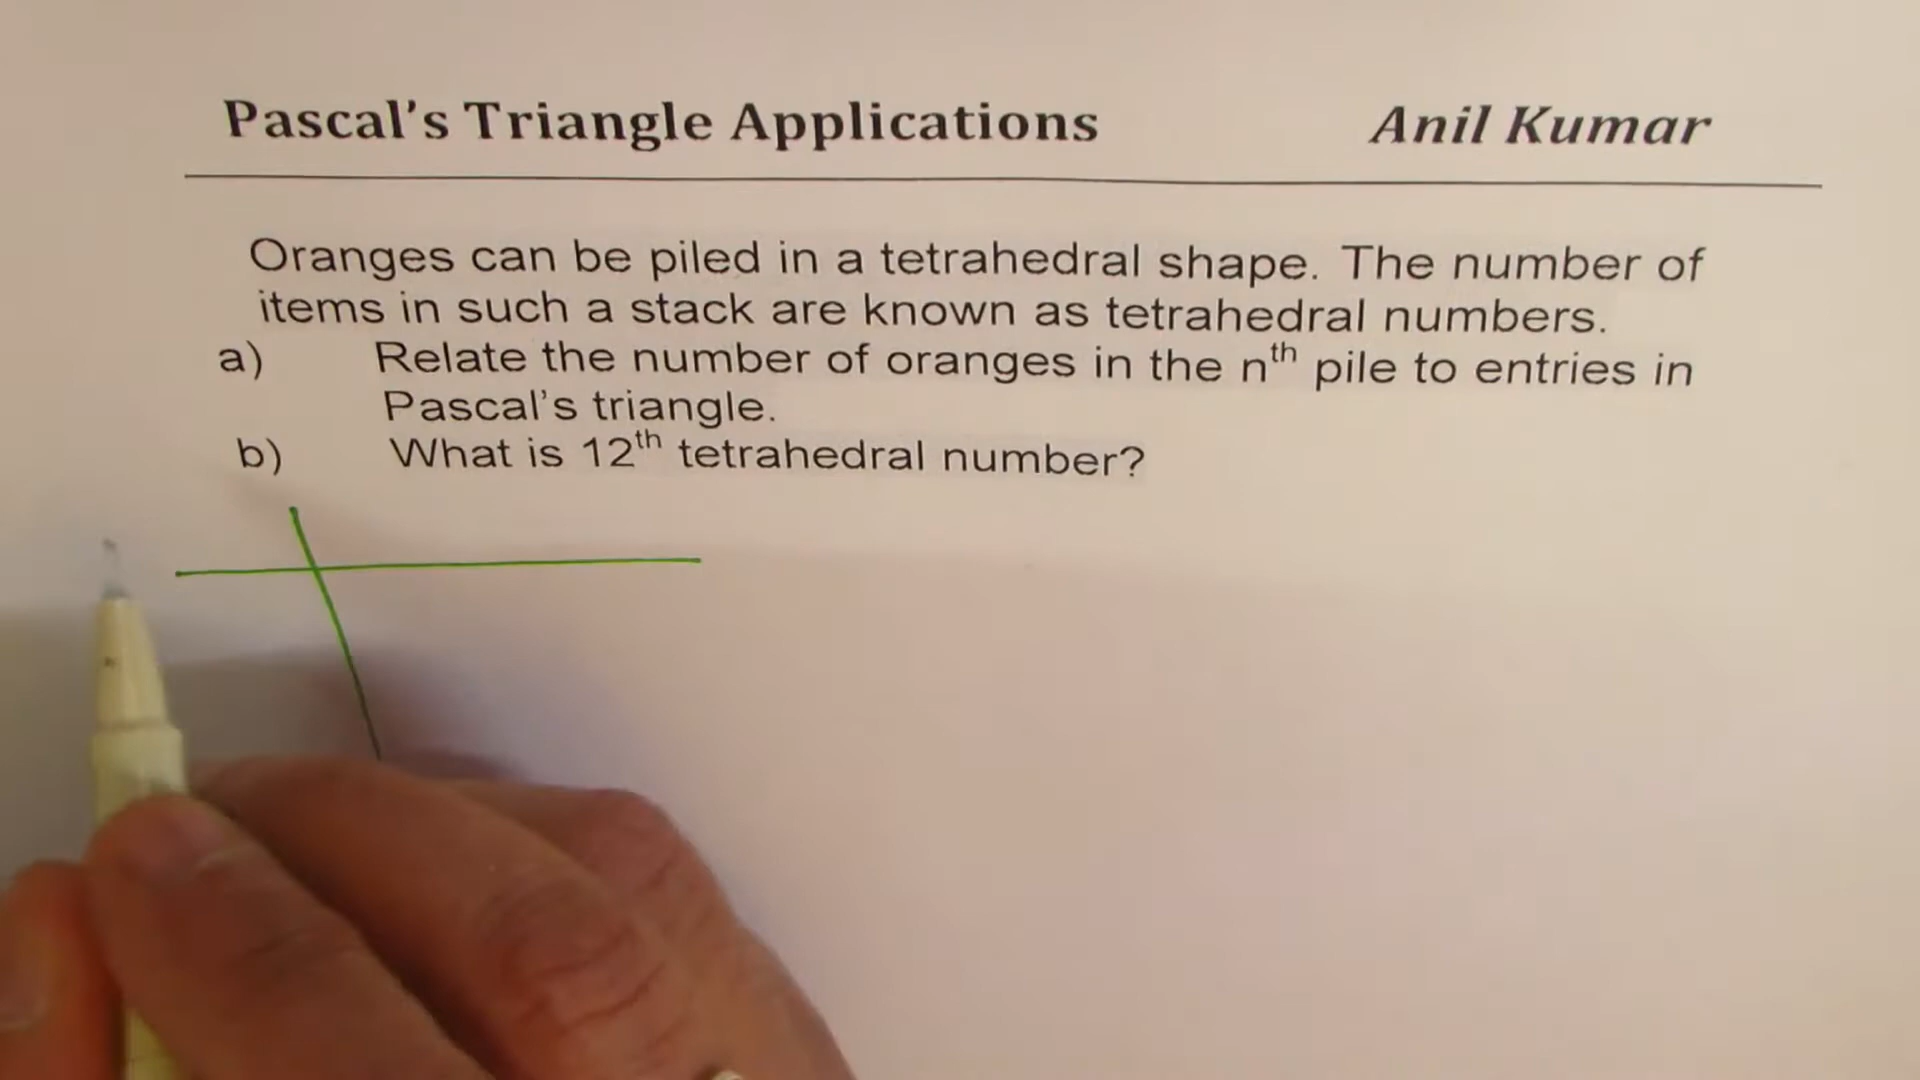 Pascal's Triangle Applications Anil Kumar
Oranges can be piled in a tetrahedral shape. The number of
items in such a stack are known as tetrahedral numbers.
a) Relate the number of oranges in the nth pile to entries in
Pascal's triangle.
b) What is 12th tetrahedral number?